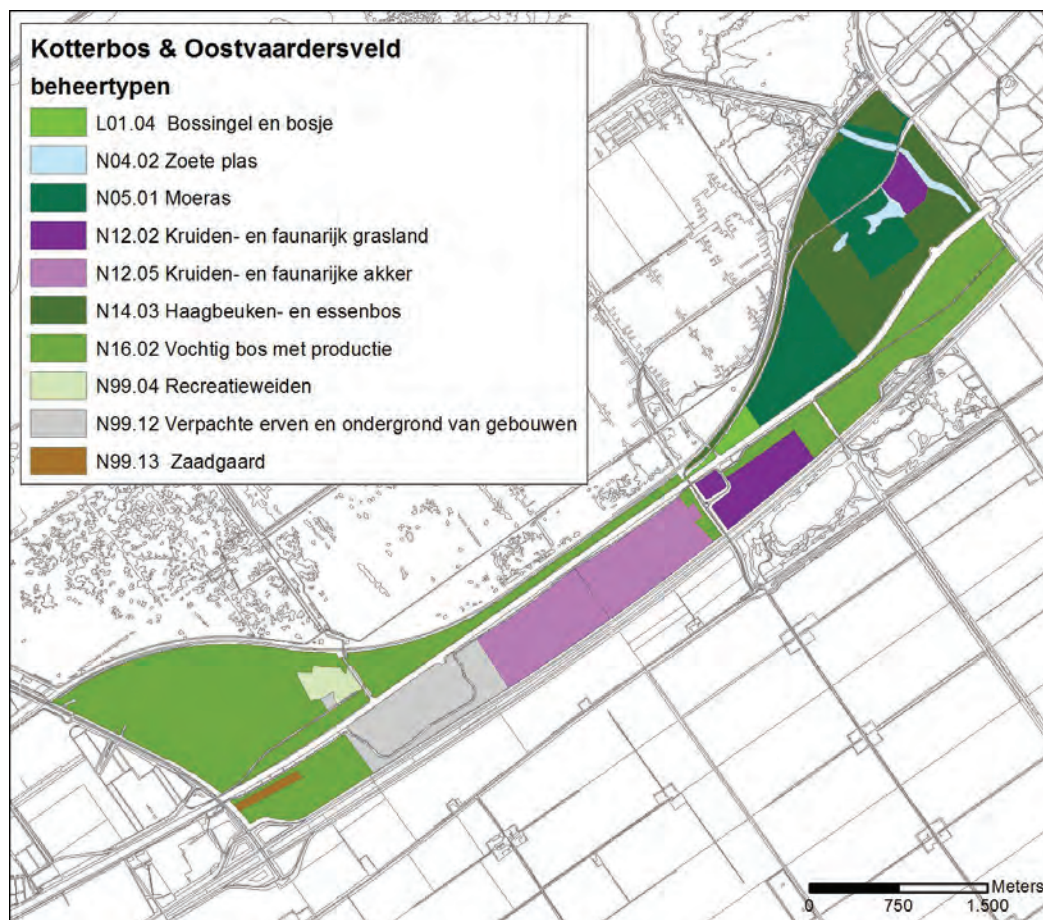 Kotterbos & Oostvaardersveld
beheertypen
L01.04 Bossingel en bosje
N04.02 Zoete plas
N05.01 Moeras
N12.02 Kruiden- en faunarijk grasland
N12.05 Kruiden- en faunarijke akker
N14.03 Haagbeuken- en essenbos
N16.02 Vochtig bos met productie
N99.04 Recreatieweiden
N99.12 Verpachte erven en ondergrond van gebouwen
N99.13 Zaadgaard
Meters
0 750 1.500